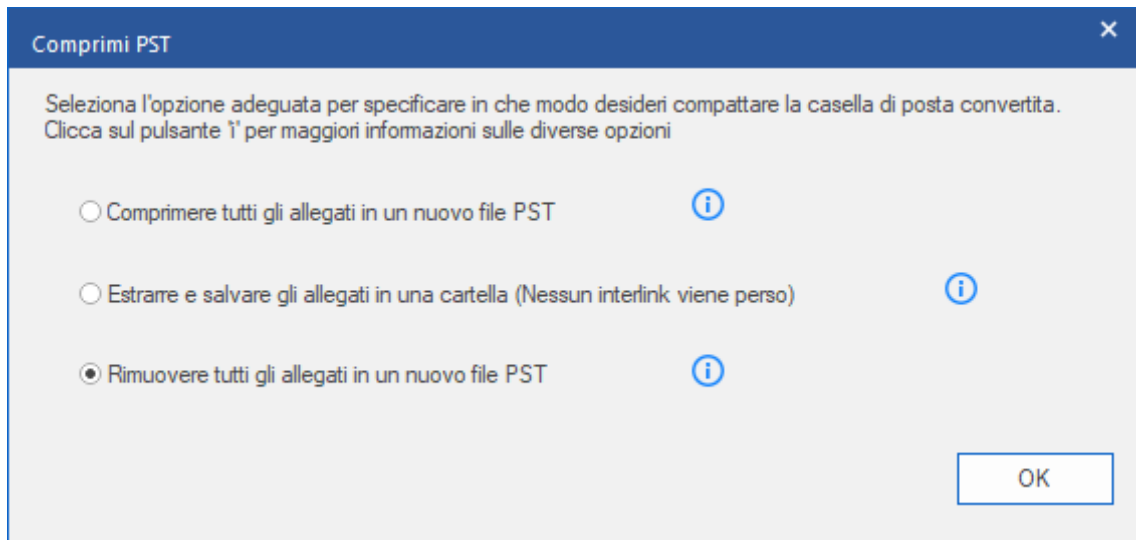 Comprimi PST
Seleziona l'opzione adeguata per specificare in che modo desideri compattare la casella di posta convertita.
Clicca sul pulsante 'i' per maggiori informazioni sulle diverse opzioni
Comprimere tutti gli allegati in un nuovo file PST
Estrarre e salvare gli allegati in una cartella (Nessun interlink viene perso)
Rimuovere tutti gli allegati in un nuovo file PST
OK